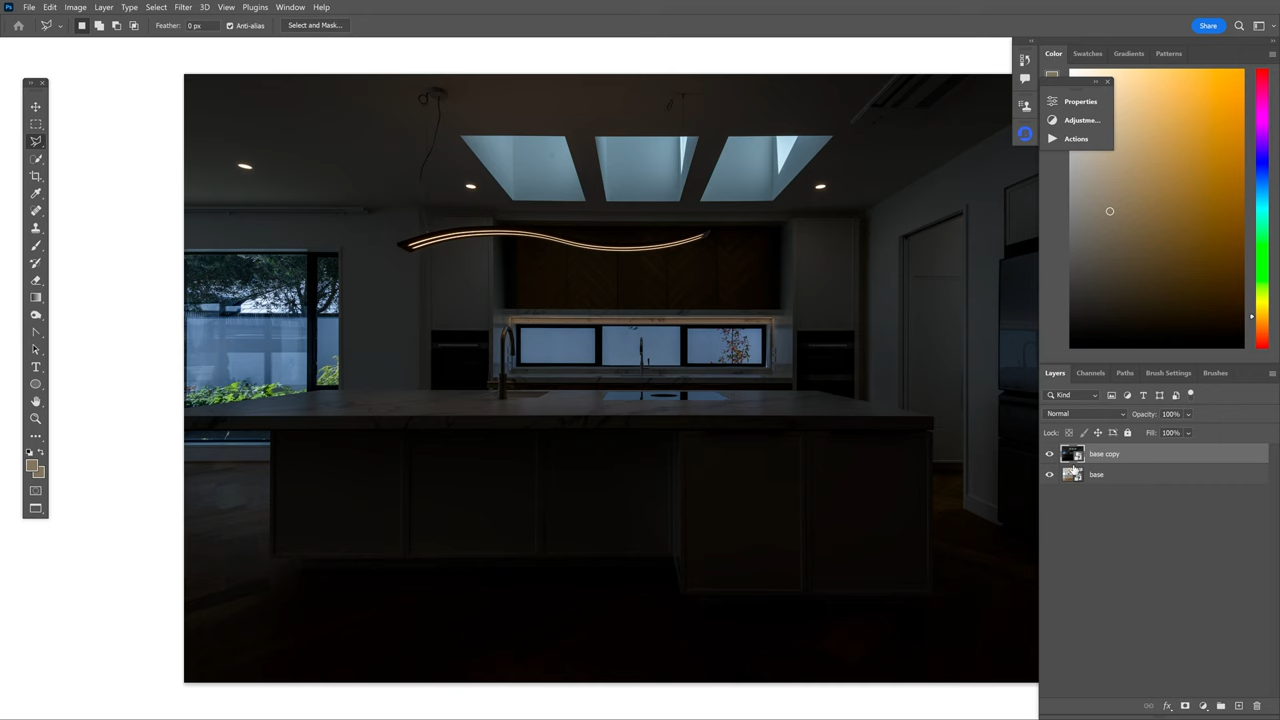 Ps File Edit Image Layer Type Select Filter 3D View Plugins Window Help
Feather: 0 px Anti-alias Select and Mask... Share
Color Swatches Gradients Patterns
Properties
Adjustme...
Actions
Layers Channels Paths Brush Settings Brushes
Kind
Normal Opacity: 100%
Lock: Fill: 100%
base copy
base